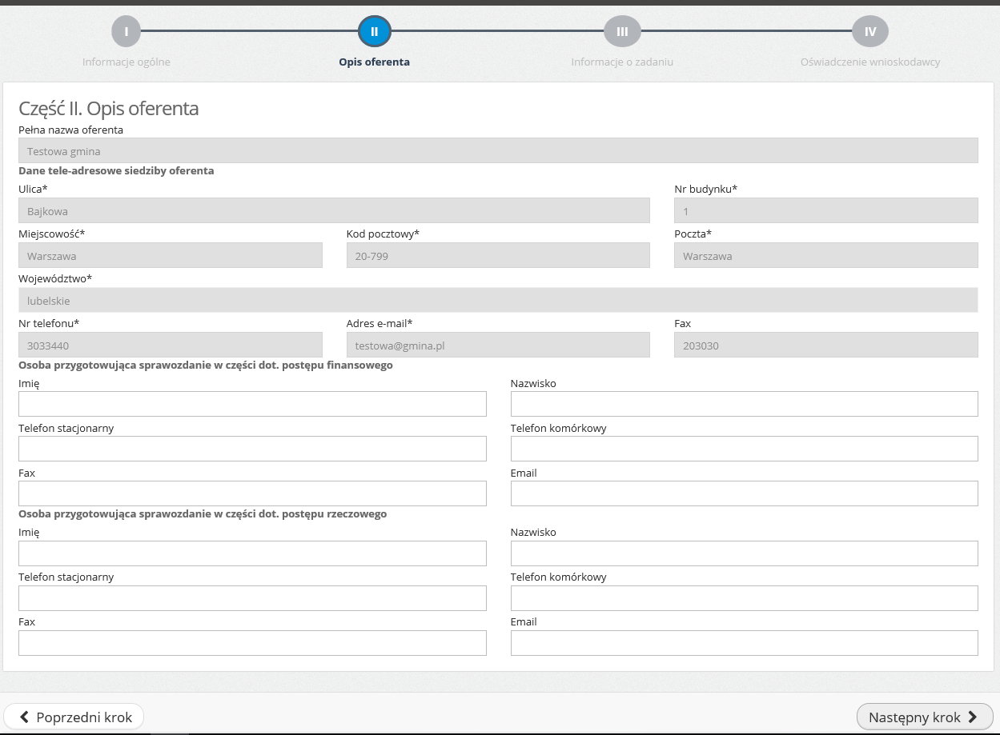 I II III IV
Informacje ogólne Opis oferenta Informacje o zadaniu Oświadczenie wnioskodawcy
Część II. Opis oferenta
Pełna nazwa oferenta
Testowa gmina
Dane tele-adresowe siedziby oferenta
Ulica* Nr budynku*
Bajkowa 1
Miejscowość* Kod pocztowy* Poczta*
Warszawa 20-799 Warszawa
Województwo*
lubelskie
Nr telefonu* Adres e-mail* Fax
3033440 testowa@gmina.pl 203030
Osoba przygotowująca sprawozdanie w części dot. postępu finansowego
Imię Nazwisko
Telefon stacjonarny Telefon komórkowy
Fax Email
Osoba przygotowująca sprawozdanie w części dot. postępu rzeczowego
Imię Nazwisko
Telefon stacjonarny Telefon komórkowy
Fax Email
Poprzedni krok Następny krok